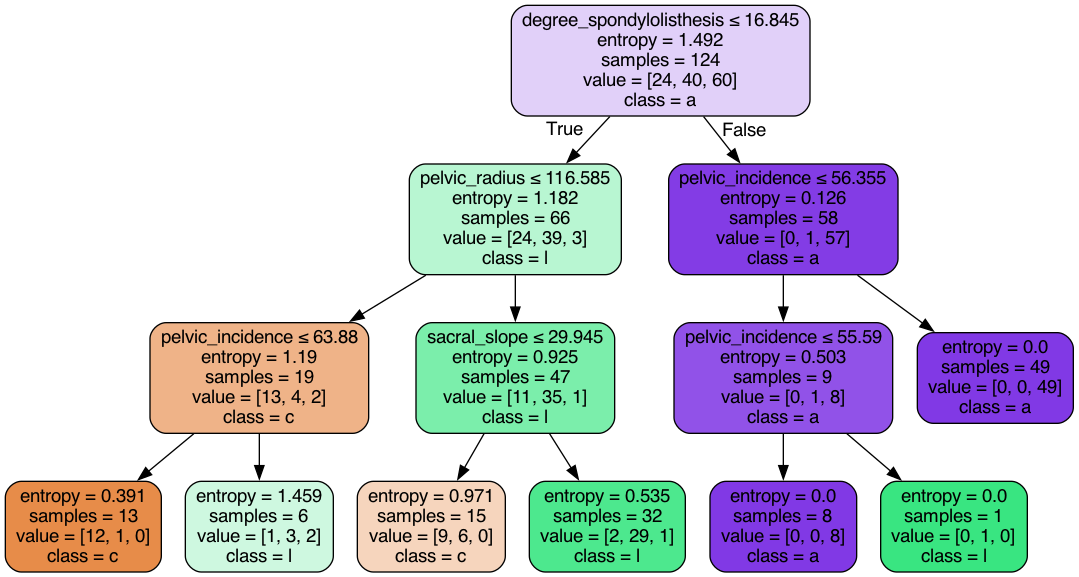 degree_spondylolisthesis ≤ 16.845
entropy = 1.492
samples = 124
value = [24, 40, 60]
class = a
True
False
pelvic_radius ≤ 116.585
entropy = 1.182
samples = 66
value = [24, 39, 3]
class = l
pelvic_incidence ≤ 56.355
entropy = 0.126
samples = 58
value = [0, 1, 57]
class = a
pelvic_incidence ≤ 63.88
entropy = 1.19
samples = 19
value = [13, 4, 2]
class = c
sacral_slope ≤ 29.945
entropy = 0.925
samples = 47
value = [11, 35, 1]
class = l
pelvic_incidence ≤ 55.59
entropy = 0.503
samples = 9
value = [0, 1, 8]
class = a
entropy = 0.0
samples = 49
value = [0, 0, 49]
class = a
entropy = 0.391
samples = 13
value = [12, 1, 0]
class = c
entropy = 1.459
samples = 6
value = [1, 3, 2]
class = l
entropy = 0.971
samples = 15
value = [9, 6, 0]
class = c
entropy = 0.535
samples = 32
value = [2, 29, 1]
class = l
entropy = 0.0
samples = 8
value = [0, 0, 8]
class = a
entropy = 0.0
samples = 1
value = [0, 1, 0]
class = l